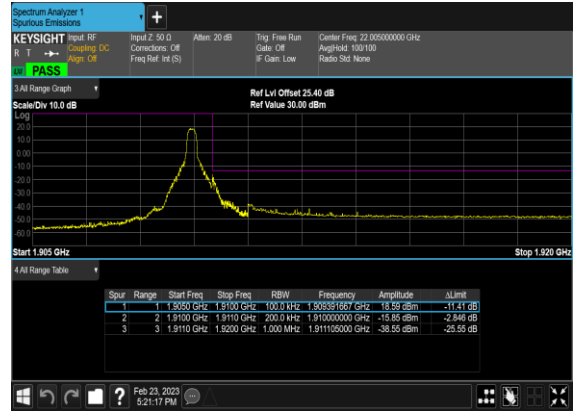 Spectrum Analyzer 1
Spurious Emissions
KEYSIGHT Input: RF Input Z: 50 Ω Atten: 20 dB Trig: Free Run Center Freq: 22.005000000 GHz
R T Coupling: DC Corrections: Off Gate: Off Avg|Hold: 100/100
Align: Off Freq Ref: Int (S) IF Gain: Low Radio Std: None
PASS
3 All Range Graph
Ref Lvl Offset 25.40 dB
Scale/Div 10.0 dB Ref Value 30.00 dBm
Log
20.0
10.0
0.00
-10.0
-20.0
-30.0
-40.0
-50.0
-60.0
Start 1.905 GHz Stop 1.920 GHz
4 All Range Table
Spur Range Start Freq Stop Freq RBW Frequency Amplitude ΔLimit
1 1 1.9050 GHz 1.9100 GHz 100.0 kHz 1.909391667 GHz 18.59 dBm -11.41 dB
2 2 1.9100 GHz 1.9110 GHz 200.0 kHz 1.910000000 GHz -15.85 dBm -2.846 dB
3 3 1.9110 GHz 1.9200 GHz 1.000 MHz 1.911105000 GHz -38.55 dBm -25.55 dB
? Feb 23, 2023
5:21:17 PM